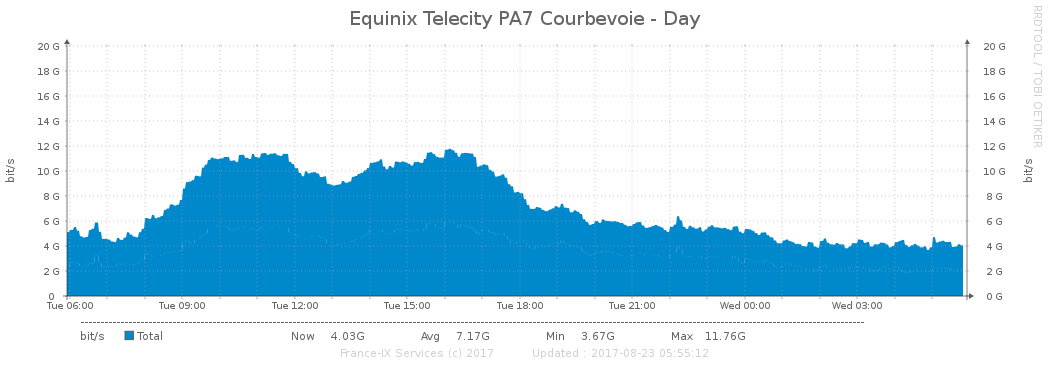 Equinix Telecity PA7 Courbevoie - Day
RRDTOOL / TOBI OETIKER
bit/s
20 G 20 G
18 G 18 G
16 G 16 G
14 G 14 G
12 G 12 G
10 G 10 G
8 G 8 G
6 G 6 G
4 G 4 G
2 G 2 G
0 0 G
bit/s
Tue 06:00 Tue 09:00 Tue 12:00 Tue 15:00 Tue 18:00 Tue 21:00 Wed 00:00 Wed 03:00
bit/s Total Now 4.03G Avg 7.17G Min 3.67G Max 11.76G
France-IX Services (c) 2017 Updated : 2017-08-23 05:55:12